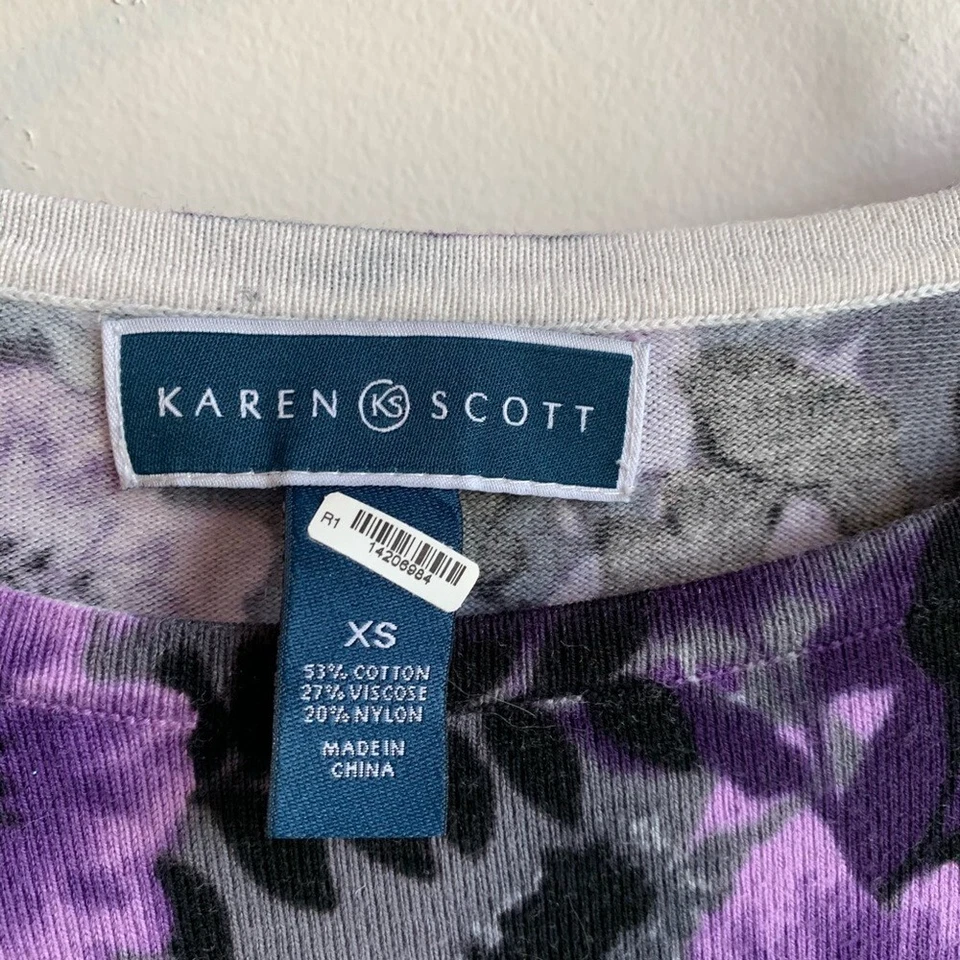 KAREN KS SCOTT
R1
14206984
XS
53% COTTON
27% VISCOSE
20% NYLON
MADE IN
CHINA